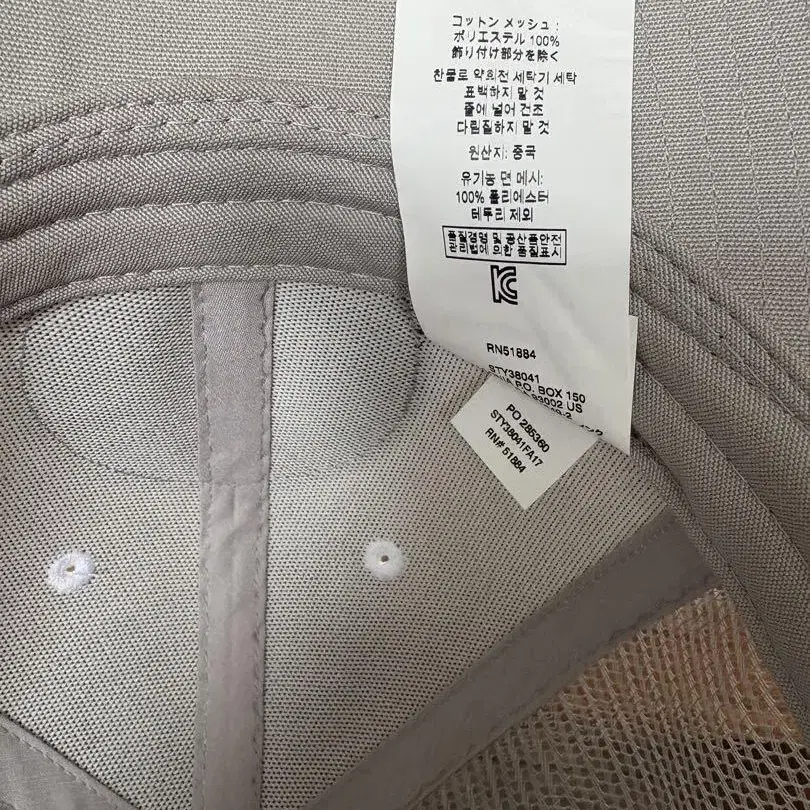 コットン メッシュ :
ポリエステル 100%
飾り付け部分を除く
찬물로 약회전 세탁기 세탁
표백하지 말 것
줄에 널어 건조
다림질하지 말 것
원산지: 중국
유기농 면 메시:
100% 폴리에스터
테두리 제외
품질경영 및 공산품안전
관리법에 의한 품질표시
RN51884
STY38041
P.O. BOX 150
93002 US
PO 285360
STY38041FA17
RN# 51884